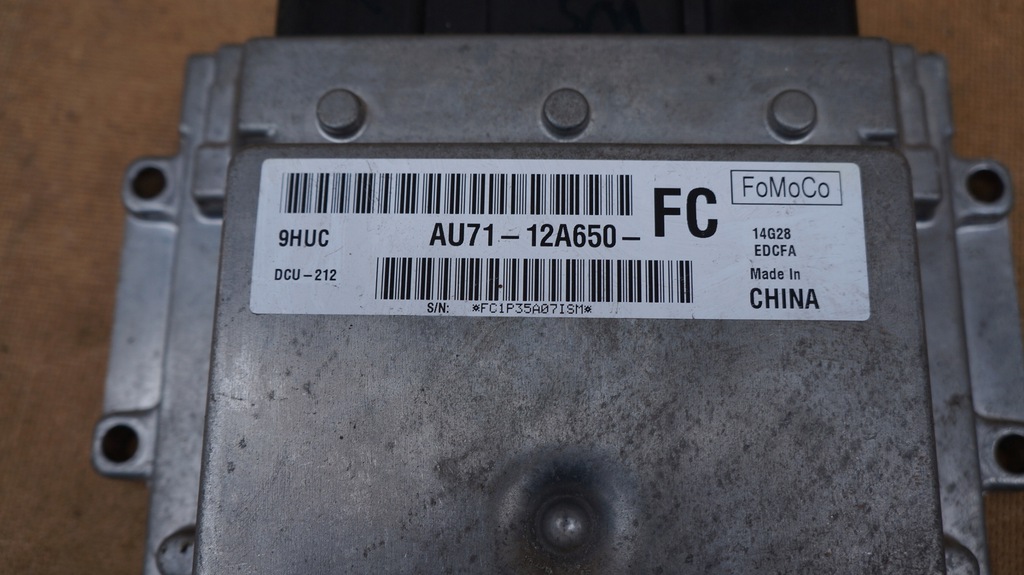 FoMoCo
9HUC
AU71-12A650-FC
14G28
EDCFA
DCU-212
Made In
CHINA
S/N: *FC1P35A07ISM*